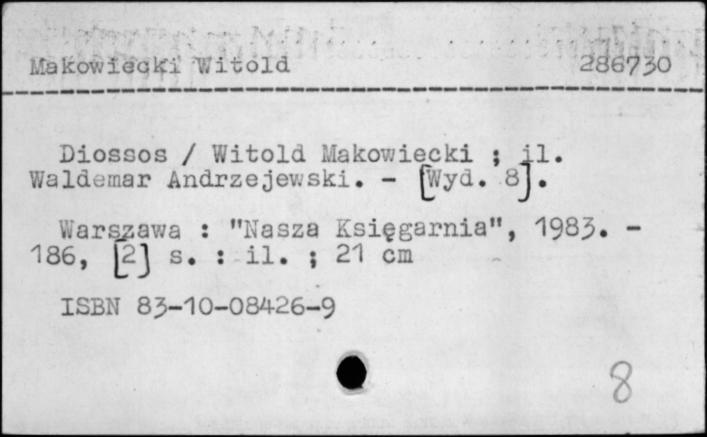 Makowiecki Witold 286730
Diossos / Witold Makowiecki ; il.
Waldemar Andrzejewski. - [Wyd. 8].
Warszawa : "Nasza Księgarnia", 1983. -
186, [2] s. : il. ; 21 cm
ISBN 83-10-08426-9
8